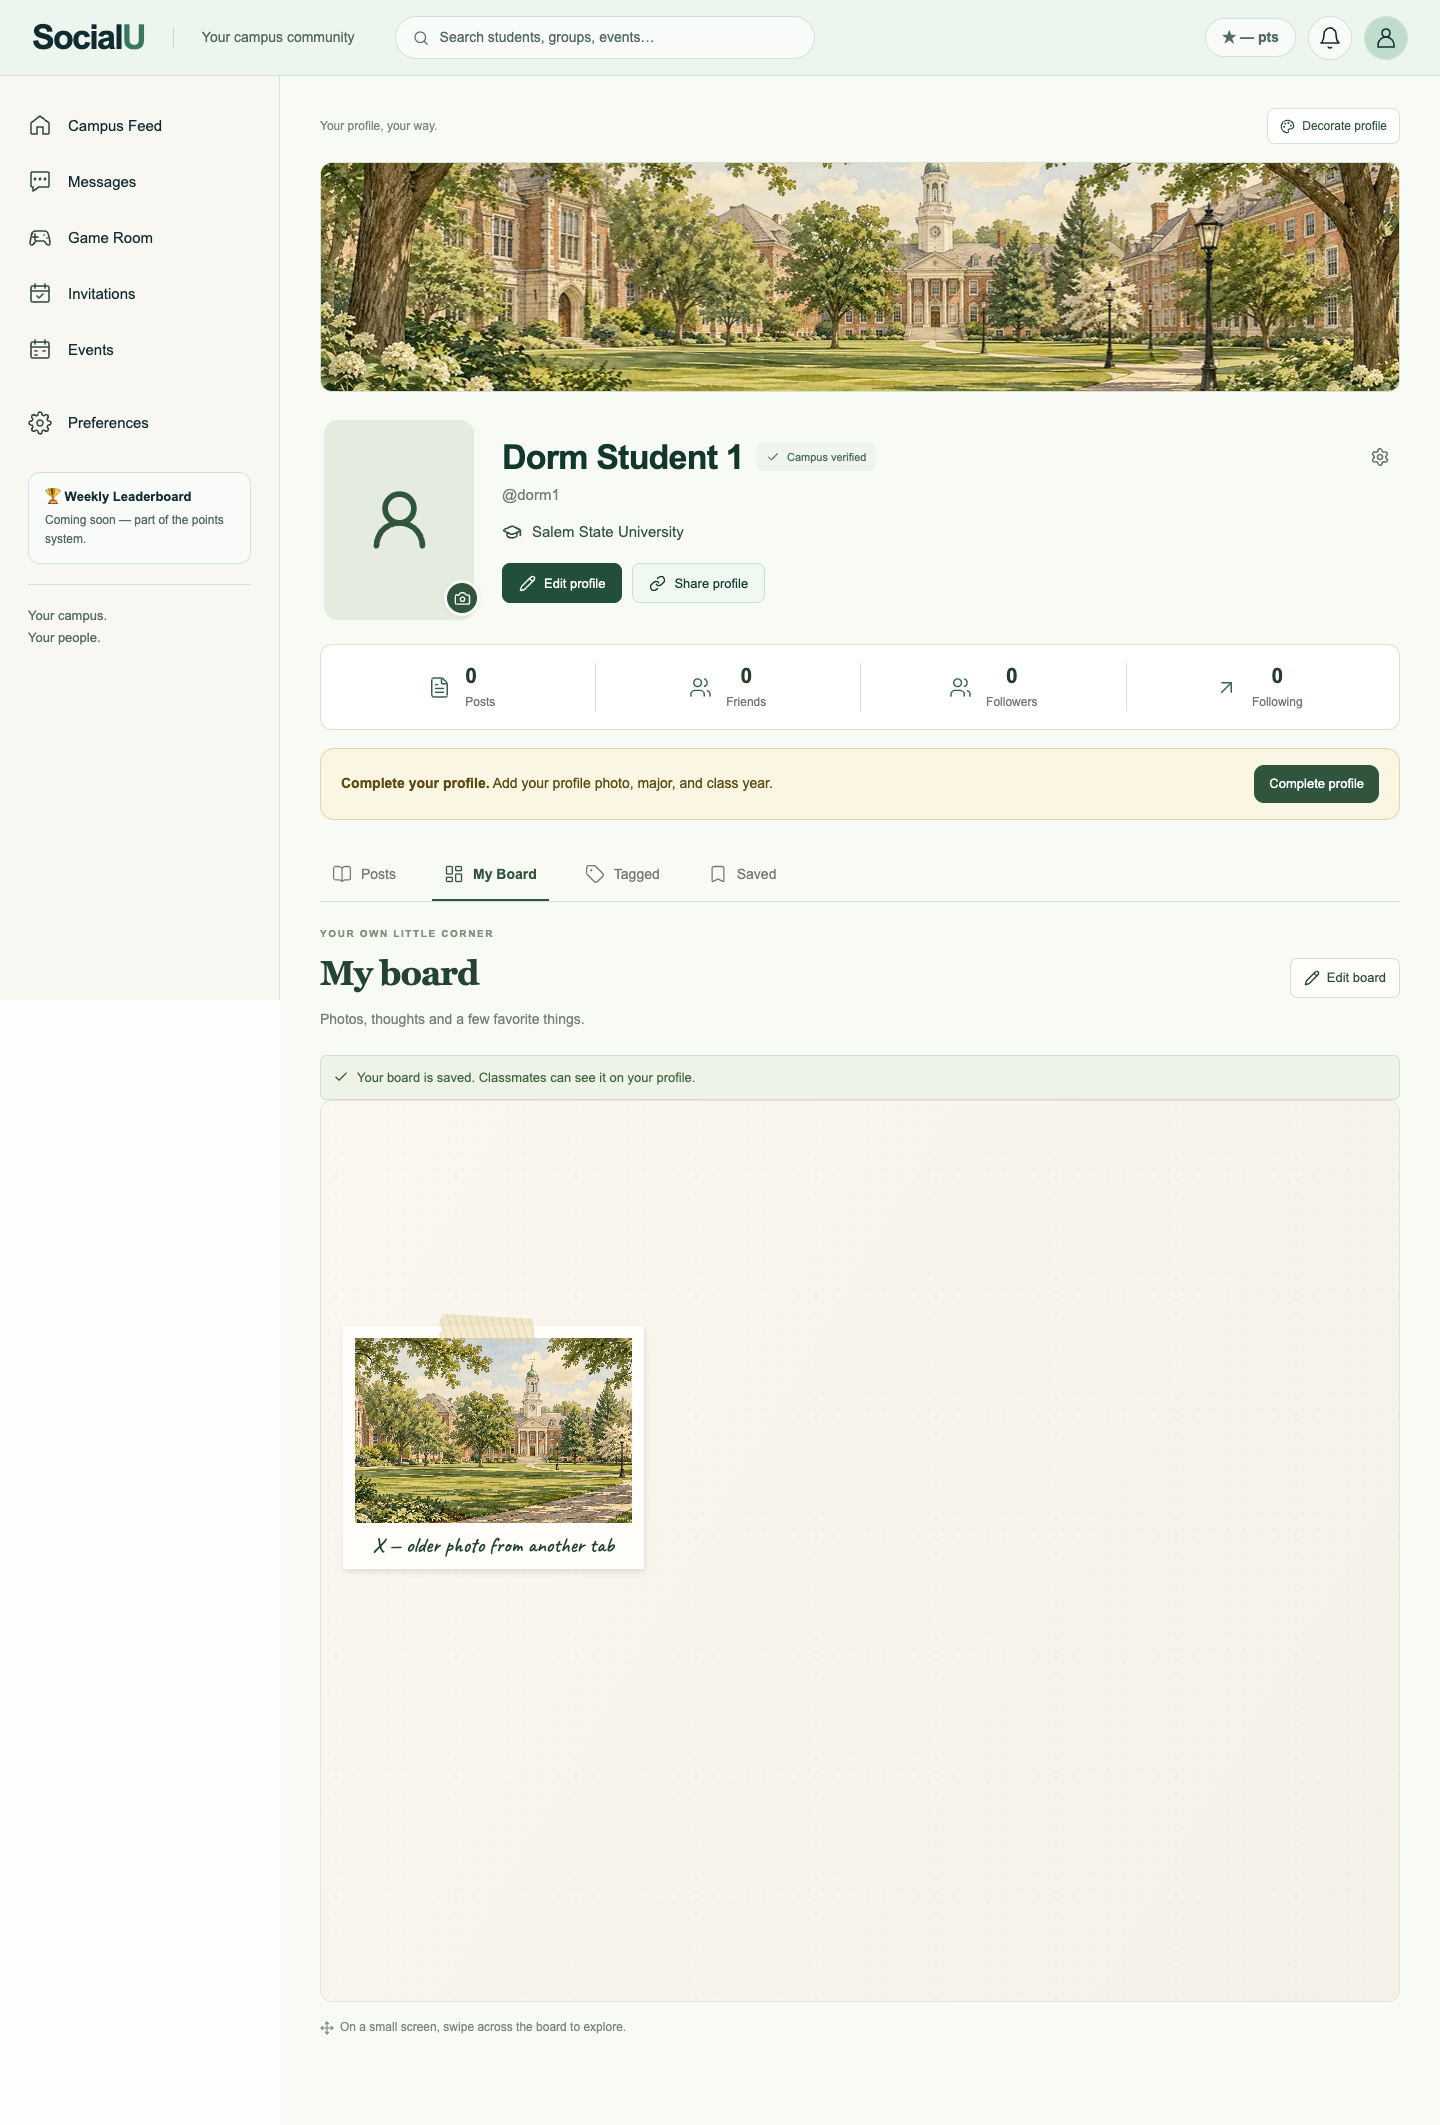 SocialU
Your campus community
Search students, groups, events…
★ — pts
Campus Feed
Messages
Game Room
Invitations
Events
Preferences
🏆 Weekly Leaderboard
Coming soon — part of the points
system.
Your campus.
Your people.
Your profile, your way.
Decorate profile
Dorm Student 1
Campus verified
@dorm1
Salem State University
Edit profile
Share profile
0
Posts
0
Friends
0
Followers
0
Following
Complete your profile. Add your profile photo, major, and class year.
Complete profile
Posts
My Board
Tagged
Saved
YOUR OWN LITTLE CORNER
My board
Edit board
Photos, thoughts and a few favorite things.
Your board is saved. Classmates can see it on your profile.
X – older photo from another tab
On a small screen, swipe across the board to explore.